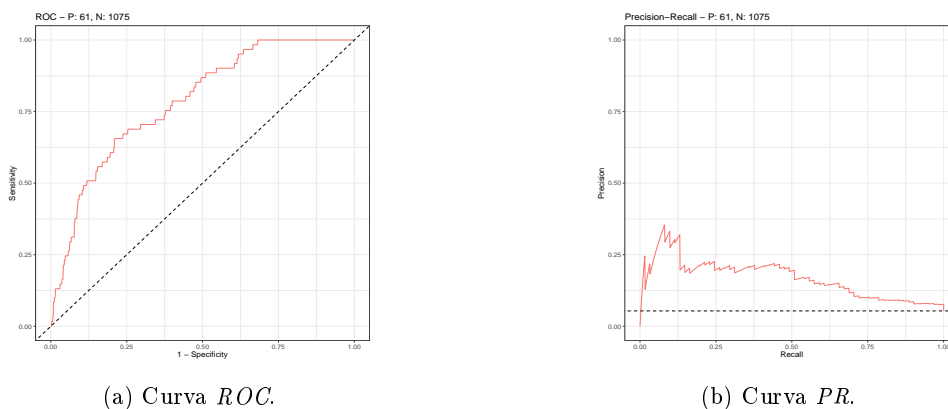 ROC − P: 61, N: 1075
1.00
0.75
0.50
0.25
0.00
Sensitivity
0.00 0.25 0.50 0.75 1.00
1 − Specificity
(a) Curva ROC.
Precision−Recall − P: 61, N: 1075
1.00
0.75
0.50
0.25
0.00
Precision
0.00 0.25 0.50 0.75 1.00
Recall
(b) Curva PR.